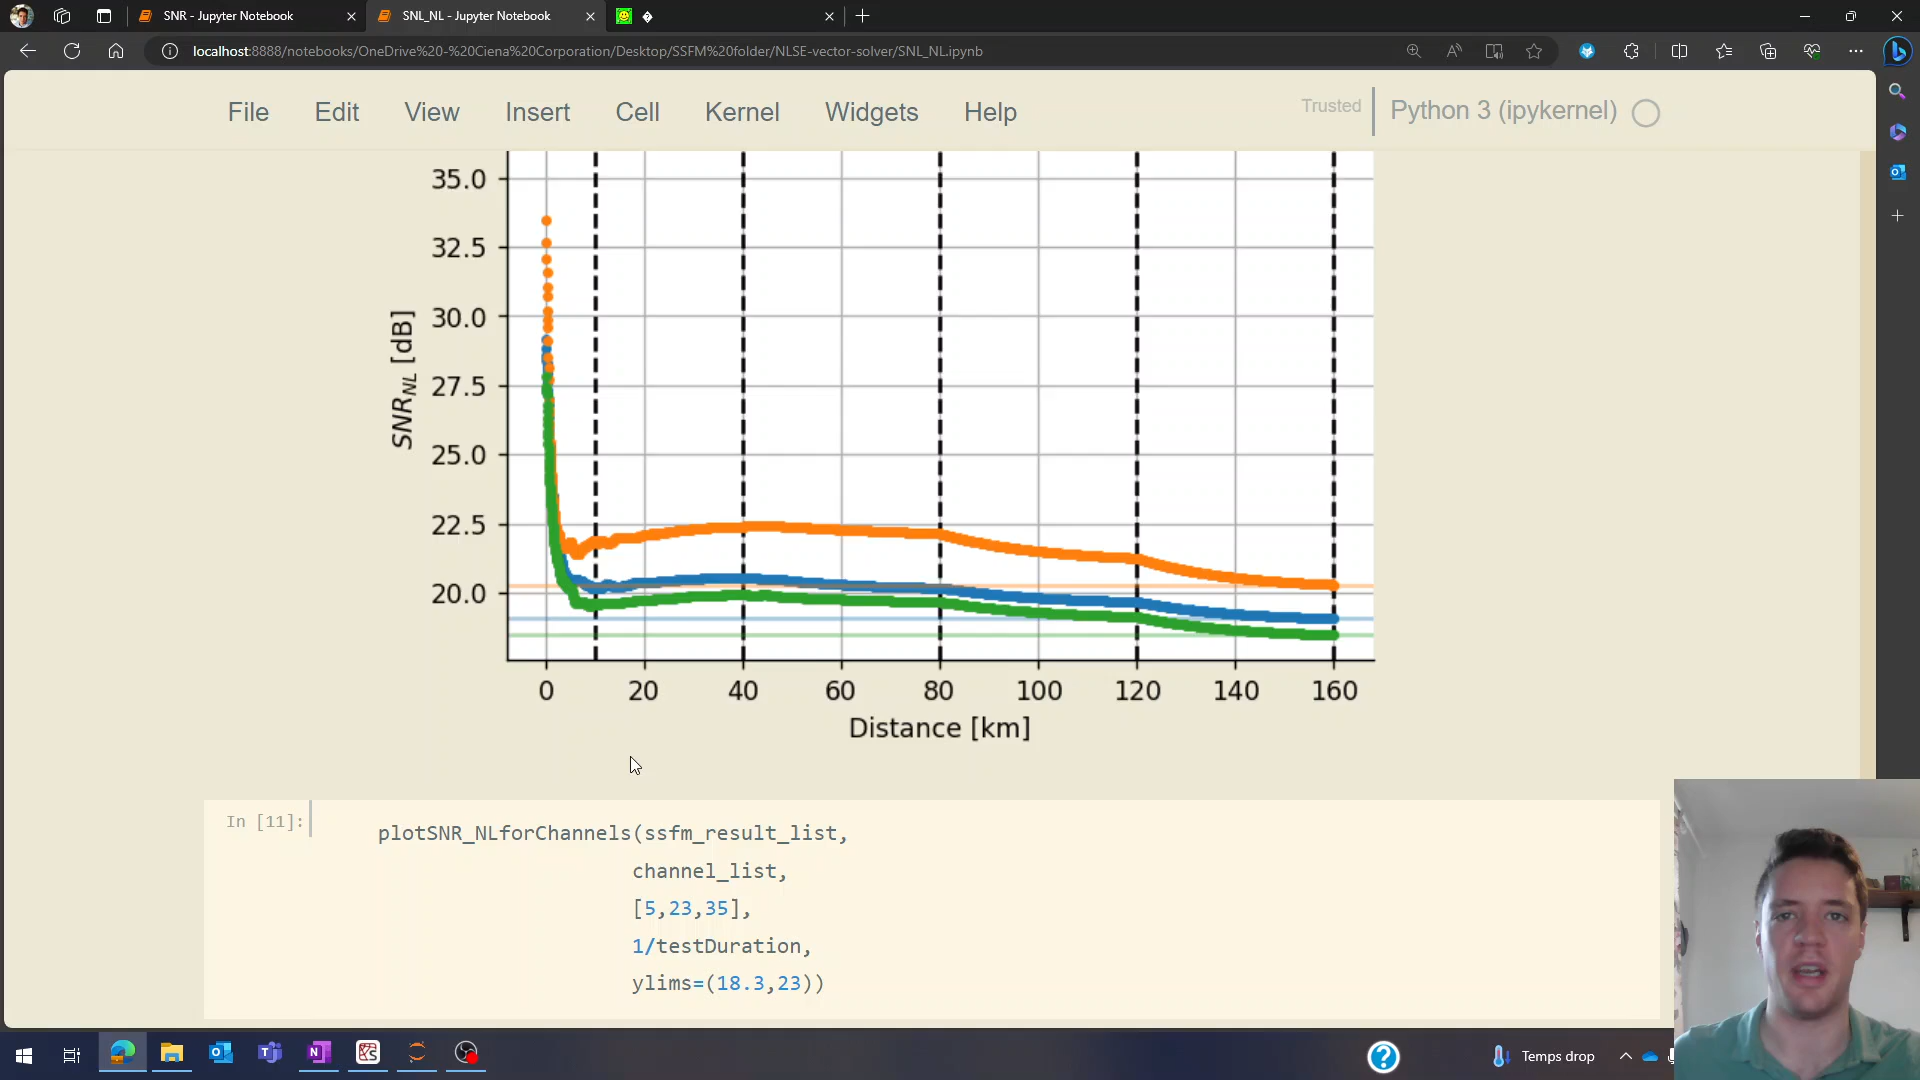 SNR - Jupyter Notebook
SNL_NL - Jupyter Notebook
localhost:8888/notebooks/OneDrive%20-%20Ciena%20Corporation/Desktop/SSFM%20folder/NLSE-vector-solver/SNL_NL.ipynb
File Edit View Insert Cell Kernel Widgets Help
Trusted
Python 3 (ipykernel)
35.0
32.5
30.0
27.5
25.0
22.5
20.0
SNR_NL [dB]
0 20 40 60 80 100 120 140 160
Distance [km]
In [11]:
plotSNR_NLforChannels(ssfm_result_list,
channel_list,
[5,23,35],
1/testDuration,
ylims=(18.3,23))
Temps drop